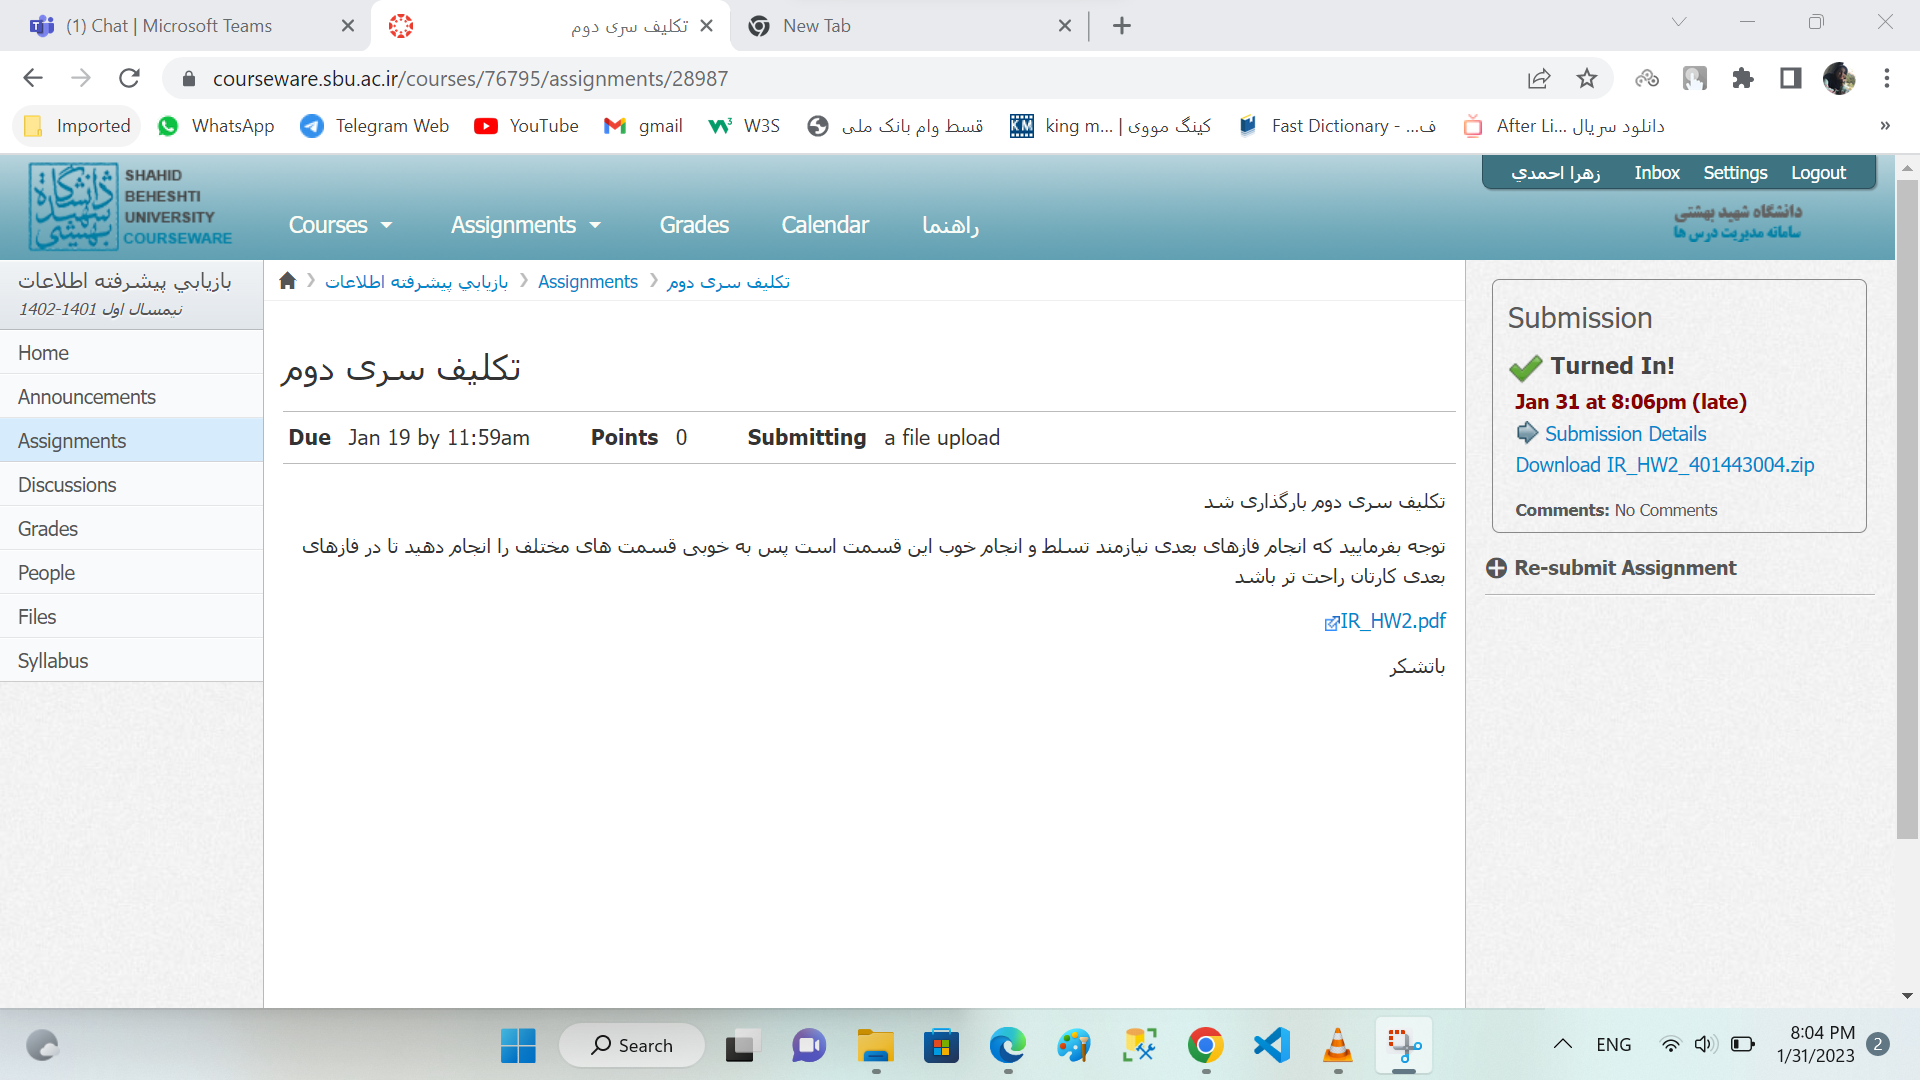 (1) Chat | Microsoft Teams
تکلیف سری دوم
New Tab
courseware.sbu.ac.ir/courses/76795/assignments/28987
Imported
WhatsApp
Telegram Web
YouTube
gmail
W3S
قسط وام بانک ملی
king m... | کینگ مووی
Fast Dictionary - ...ف
After Li... دانلود سریال
»
دانشگاه شهید بهشتی
SHAHID
BEHESHTI
UNIVERSITY
COURSEWARE
Courses
Assignments
Grades
Calendar
راهنما
زهرا احمدي
Inbox
Settings
Logout
دانشگاه شهید بهشتی
سامانه مدیریت درس ها
بازيابي پيشرفته اطلاعات
نیمسال اول 1401-1402
Home
Announcements
Assignments
Discussions
Grades
People
Files
Syllabus
بازيابي پيشرفته اطلاعات
Assignments
تکلیف سری دوم
تکلیف سری دوم
Due Jan 19 by 11:59am
Points 0
Submitting a file upload
تکلیف سری دوم بارگذاری شد
توجه بفرمایید که انجام فازهای بعدی نیازمند تسلط و انجام خوب این قسمت است پس به خوبی قسمت های مختلف را انجام دهید تا در فازهای
بعدی کارتان راحت تر باشد
IR_HW2.pdf
باتشکر
Submission
Turned In!
Jan 31 at 8:06pm (late)
Submission Details
Download IR_HW2_401443004.zip
Comments: No Comments
Re-submit Assignment
Search
ENG
8:04 PM
1/31/2023
2